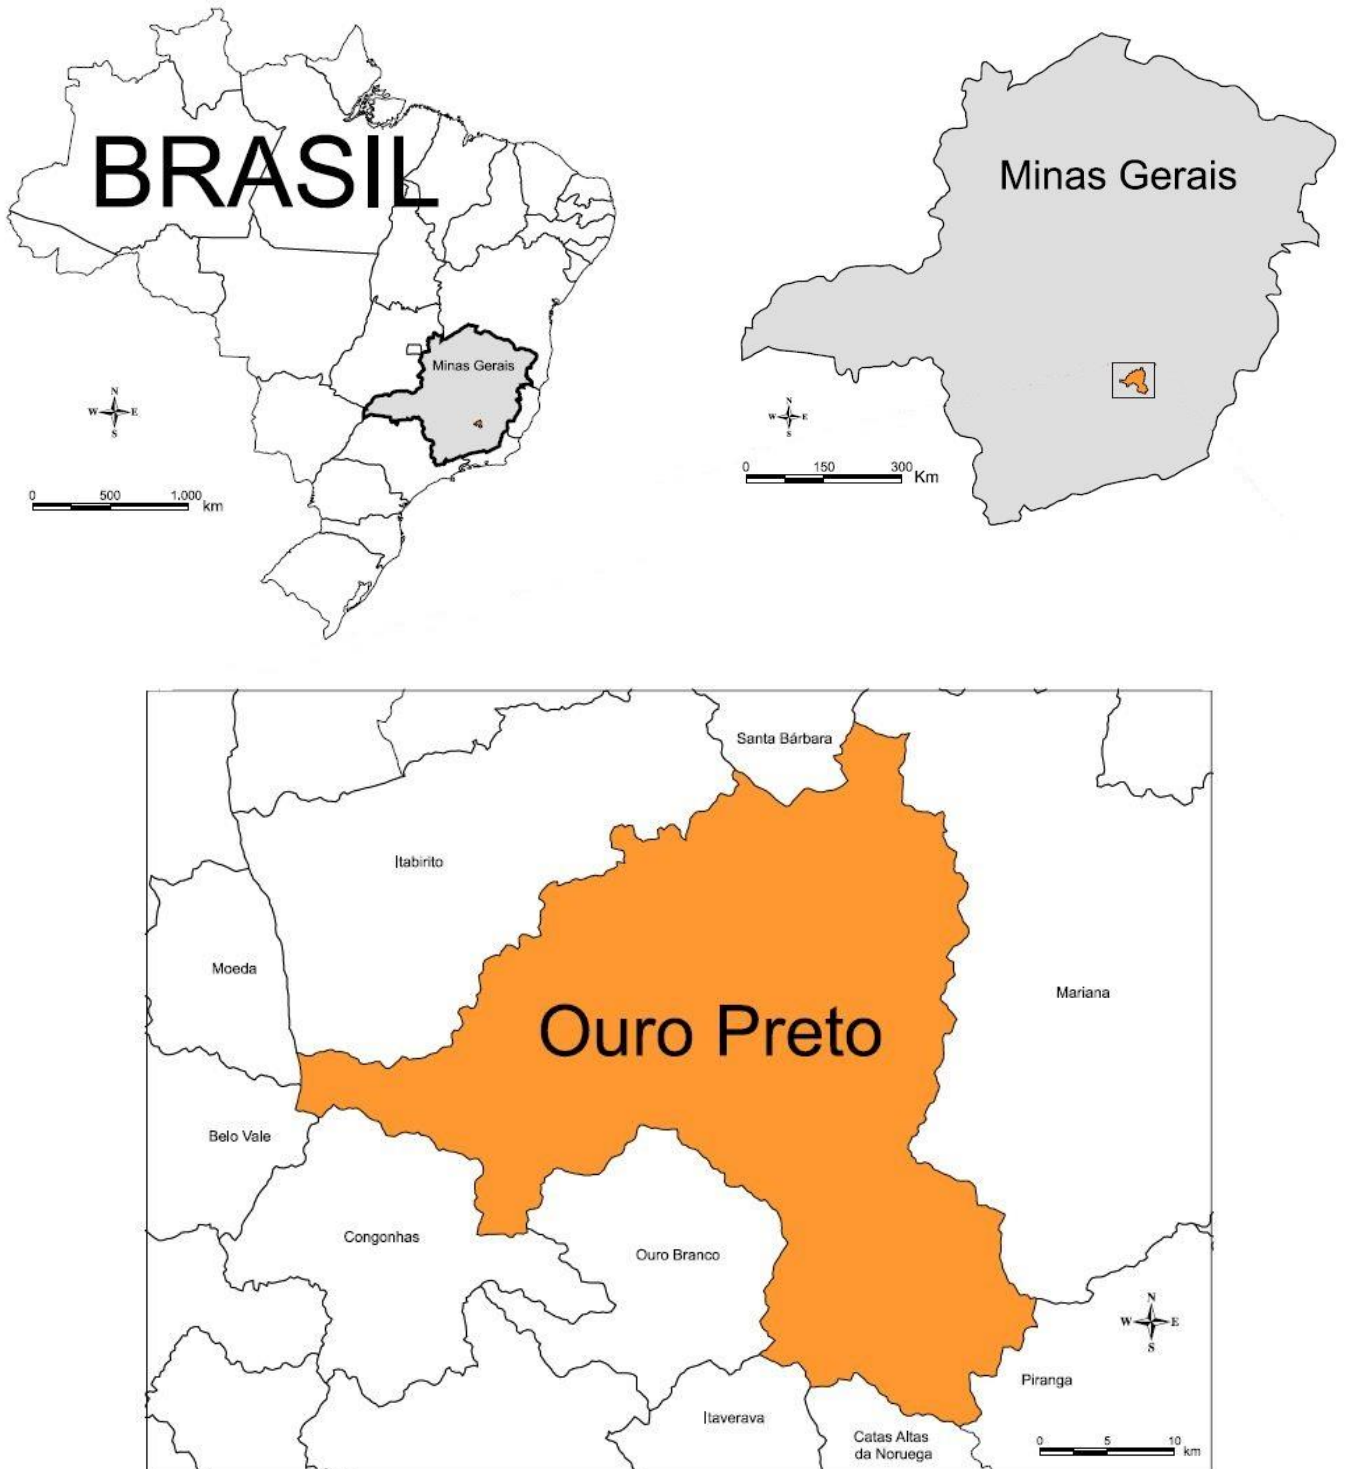 BRASIL
Minas Gerais
N
W E
S
0 500 1.000 km
Minas Gerais
N
W E
S
0 150 300 Km
Santa Bárbara
Itabirito
Moeda
Mariana
Ouro Preto
Belo Vale
Congonhas
Ouro Branco
N
W E
S
Piranga
Itaverava
Catas Altas
da Noruega
0 5 10 km